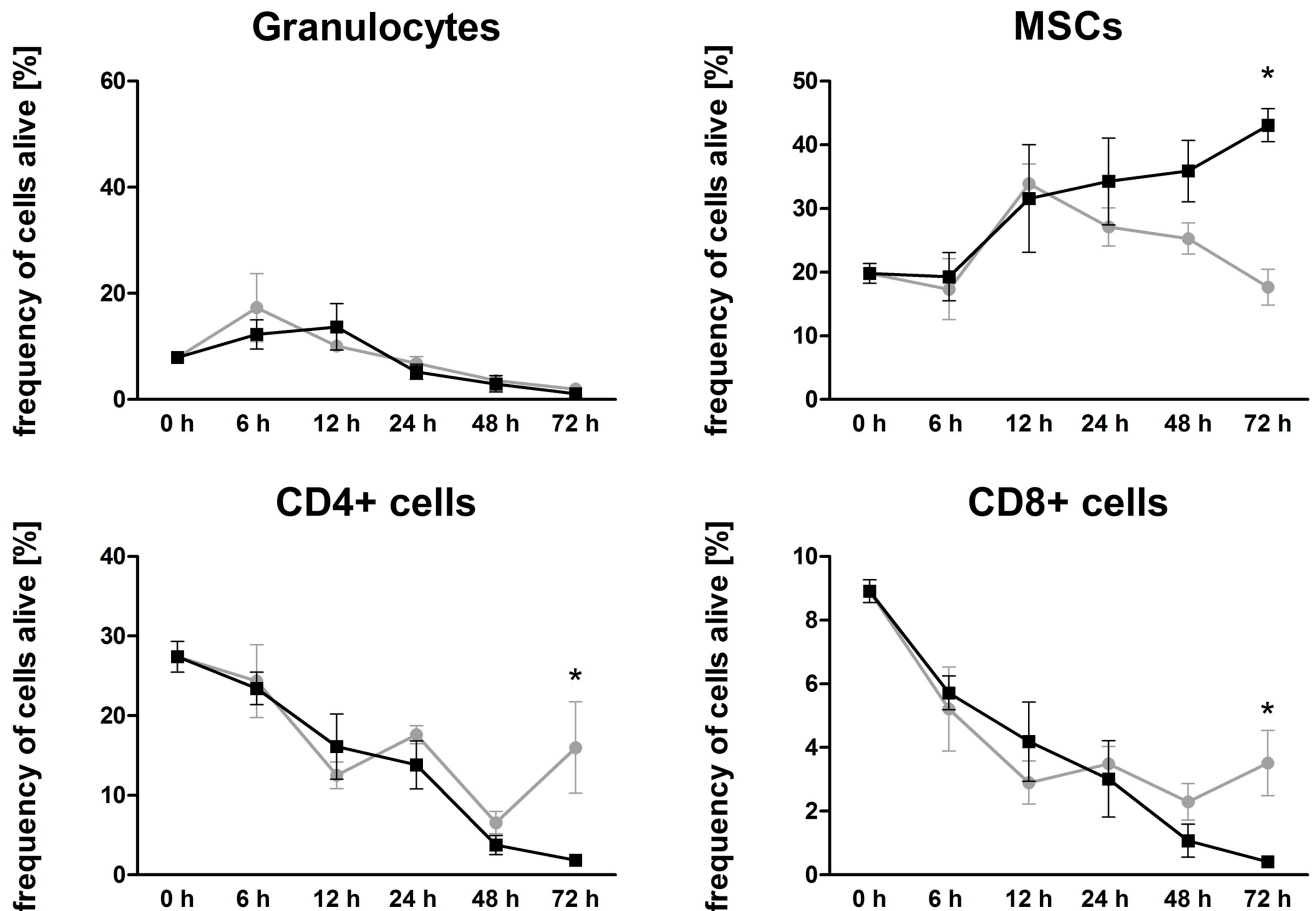 Granulocytes
frequency of cells alive [%]
60
40
20
0
0 h 6 h 12 h 24 h 48 h 72 h
MSCs
frequency of cells alive [%]
50
40
30
20
10
0
*
0 h 6 h 12 h 24 h 48 h 72 h
CD4+ cells
frequency of cells alive [%]
40
30
20
10
0
*
0 h 6 h 12 h 24 h 48 h 72 h
CD8+ cells
frequency of cells alive [%]
10
8
6
4
2
0
*
0 h 6 h 12 h 24 h 48 h 72 h